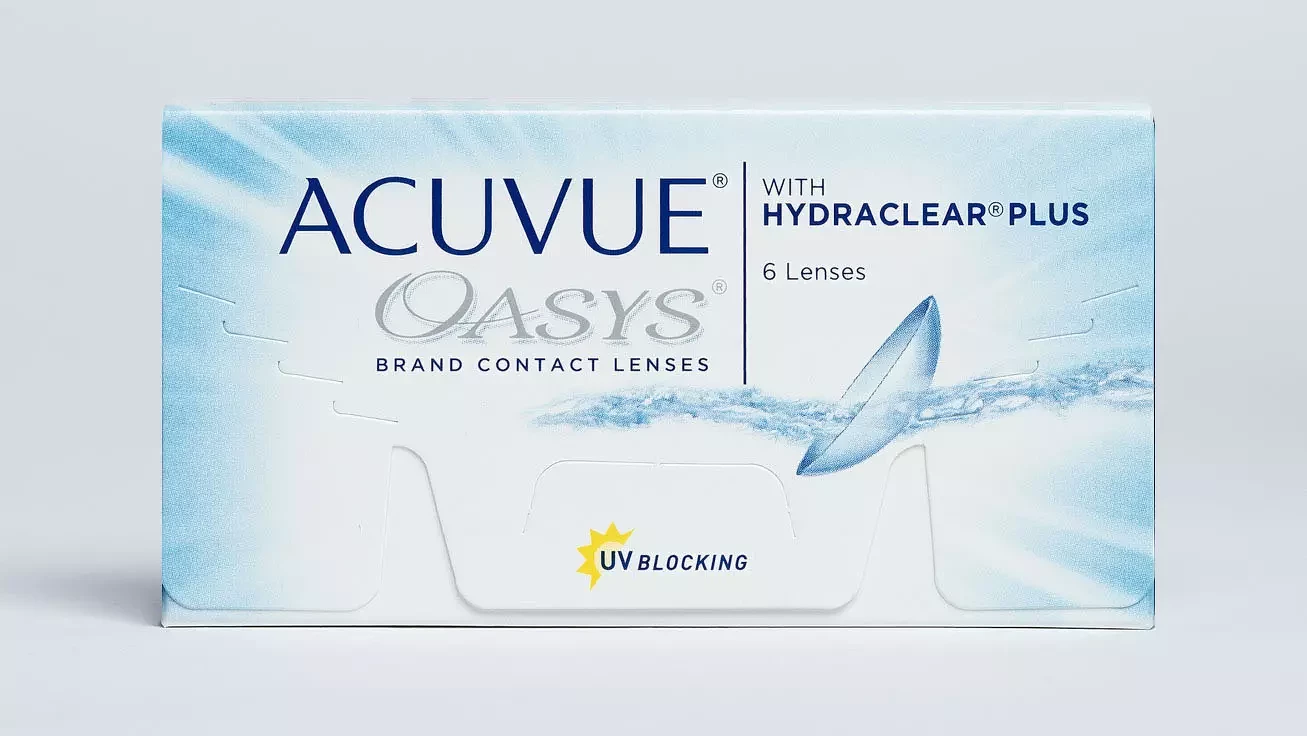 ACUVUE®
OASYS®
BRAND CONTACT LENSES
WITH
HYDRACLEAR® PLUS
6 Lenses
UV BLOCKING